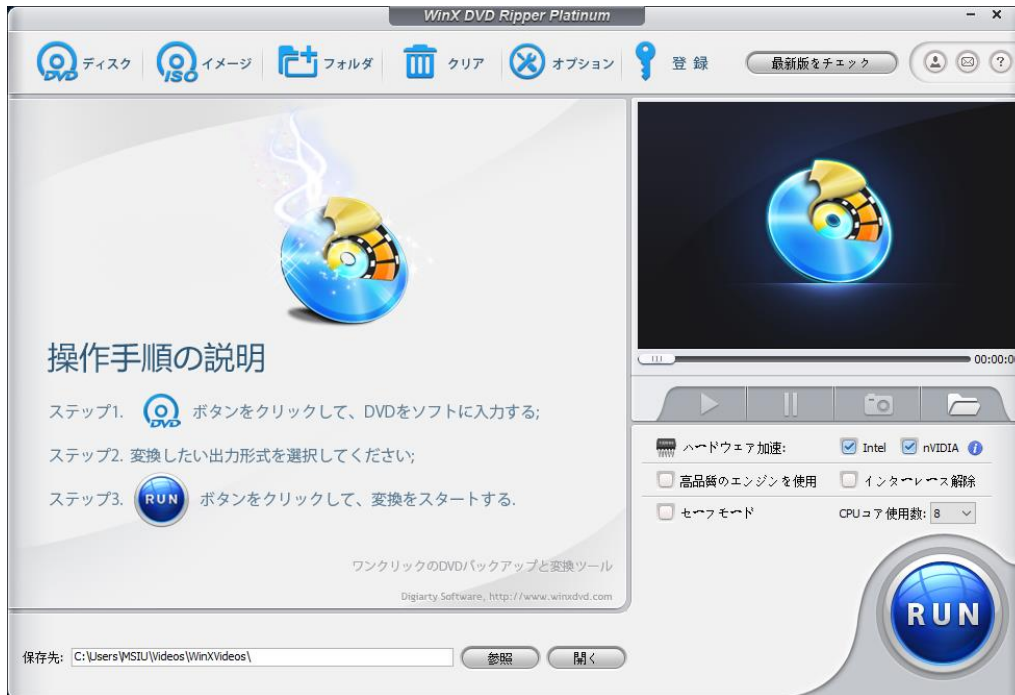 WinX DVD Ripper Platinum
DVD ディスク ISO イメージ フォルダ クリア オプション 登録 最新版をチェック
操作手順の説明
ステップ1. DVD ボタンをクリックして、DVDをソフトに入力する;
ステップ2. 変換したい出力形式を選択してください;
ステップ3. RUN ボタンをクリックして、変換をスタートする.
ワンクリックのDVDバックアップと変換ツール
Digiarty Software, http://www.winxdvd.com
保存先: C:\Users\MSIU\Videos\WinXVideos\ 参照 開く
00:00:0
ハードウェア加速: Intel nVIDIA
高品質のエンジンを使用 インターレース解除
セーフモード CPUコア使用数: 8
RUN